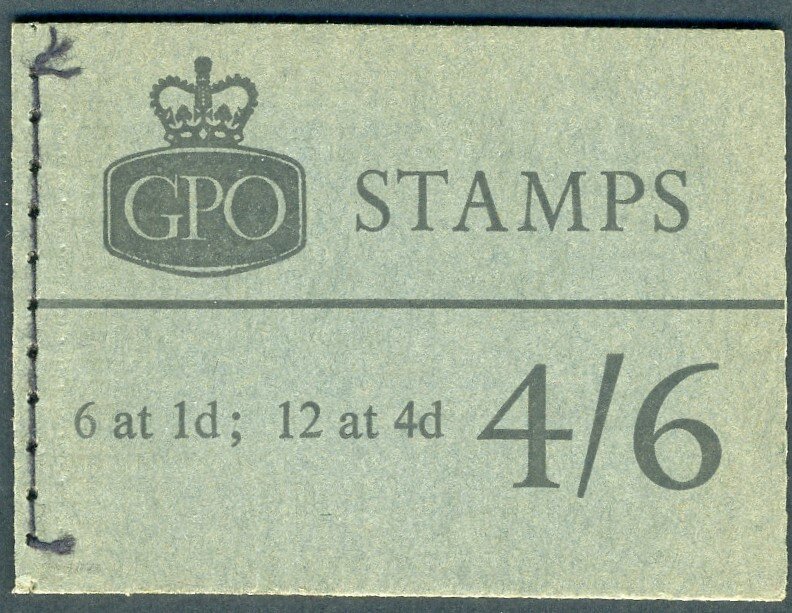 GPO STAMPS
6 at 1d; 12 at 4d 4/6